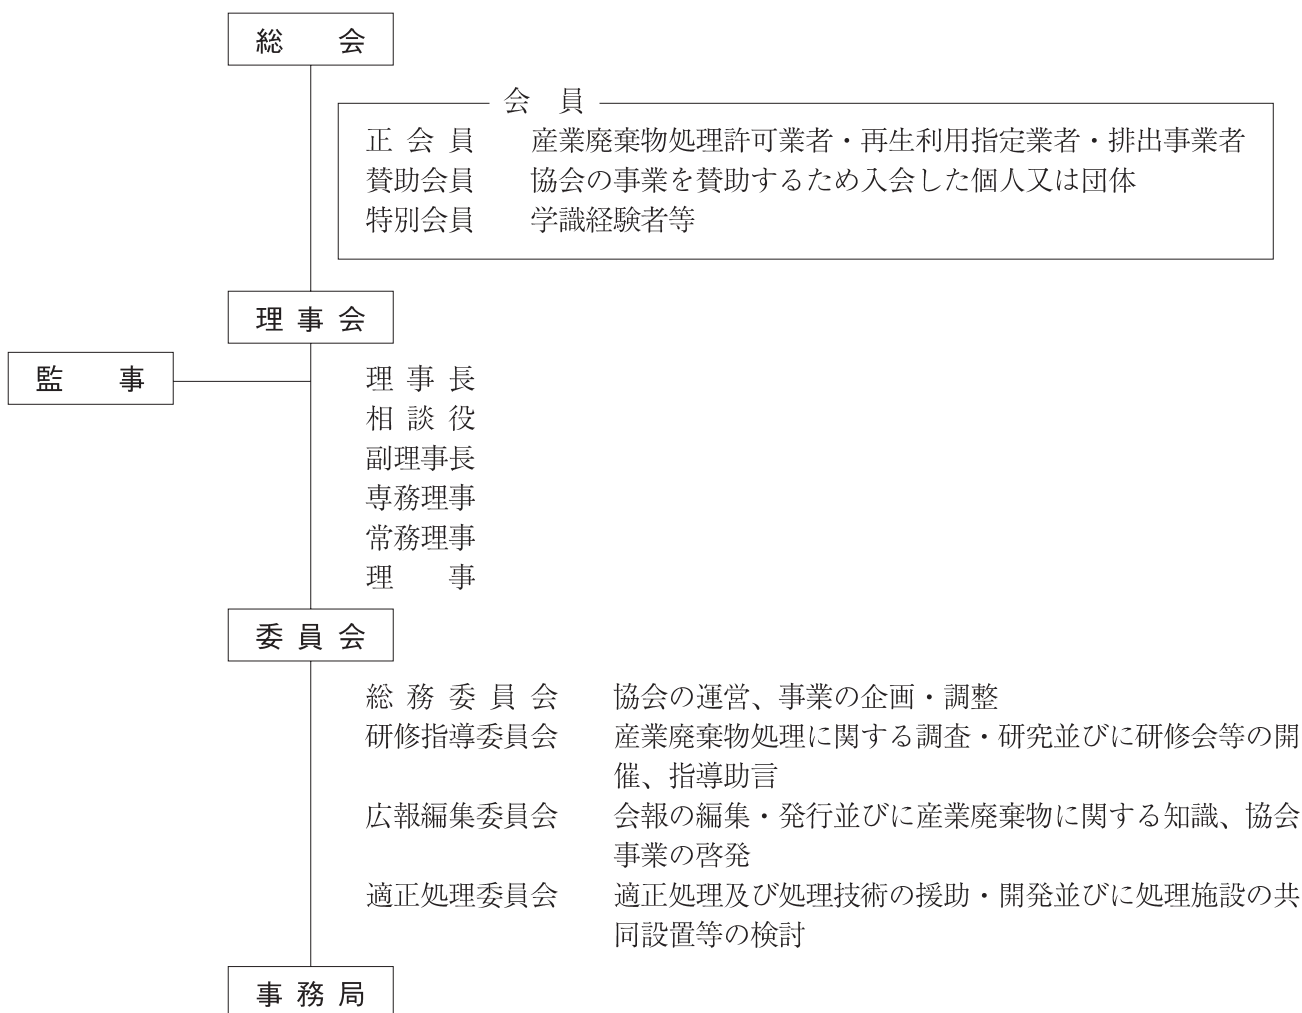 総　会
会　員
正 会 員　産業廃棄物処理許可業者・再生利用指定業者・排出事業者
賛助会員　協会の事業を賛助するため入会した個人又は団体
特別会員　学識経験者等
理 事 会
監　事
理 事 長
相 談 役
副理事長
専務理事
常務理事
理　事
委 員 会
総 務 委 員 会　協会の運営、事業の企画・調整
研修指導委員会　産業廃棄物処理に関する調査・研究並びに研修会等の開
催、指導助言
広報編集委員会　会報の編集・発行並びに産業廃棄物に関する知識、協会
事業の啓発
適正処理委員会　適正処理及び処理技術の援助・開発並びに処理施設の共
同設置等の検討
事 務 局